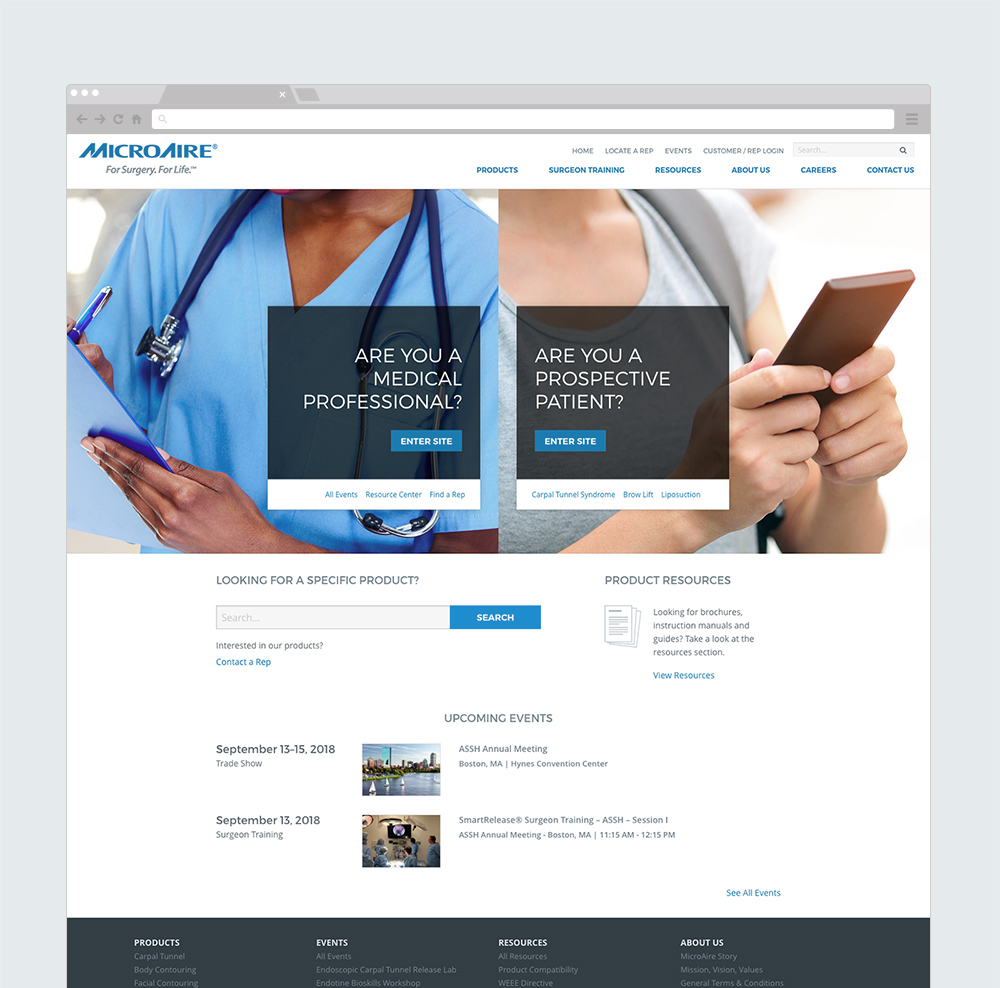 MICROAIRE®
For Surgery. For Life.™
HOME LOCATE A REP EVENTS CUSTOMER / REP LOGIN Search...
PRODUCTS SURGEON TRAINING RESOURCES ABOUT US CAREERS CONTACT US
ARE YOU A
MEDICAL
PROFESSIONAL?
ENTER SITE
All Events Resource Center Find a Rep
ARE YOU A
PROSPECTIVE
PATIENT?
ENTER SITE
Carpal Tunnel Syndrome Brow Lift Liposuction
LOOKING FOR A SPECIFIC PRODUCT?
Search...
SEARCH
Interested in our products?
Contact a Rep
PRODUCT RESOURCES
Looking for brochures,
instruction manuals and
guides? Take a look at the
resources section.
View Resources
UPCOMING EVENTS
September 13–15, 2018
Trade Show
ASSH Annual Meeting
Boston, MA | Hynes Convention Center
September 13, 2018
Surgeon Training
SmartRelease® Surgeon Training – ASSH – Session I
ASSH Annual Meeting - Boston, MA | 11:15 AM - 12:15 PM
See All Events
PRODUCTS
Carpal Tunnel
Body Contouring
Facial Contouring
EVENTS
All Events
Endoscopic Carpal Tunnel Release Lab
Endotine Bioskills Workshop
RESOURCES
All Resources
Product Compatibility
WEEE Directive
ABOUT US
MicroAire Story
Mission, Vision, Values
General Terms & Conditions